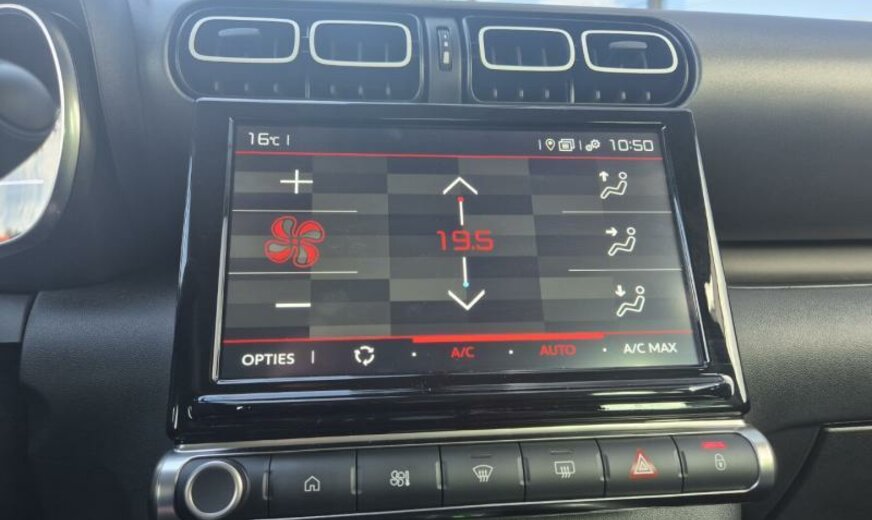 16°C 10:50
19.5
OPTIES A/C AUTO A/C MAX